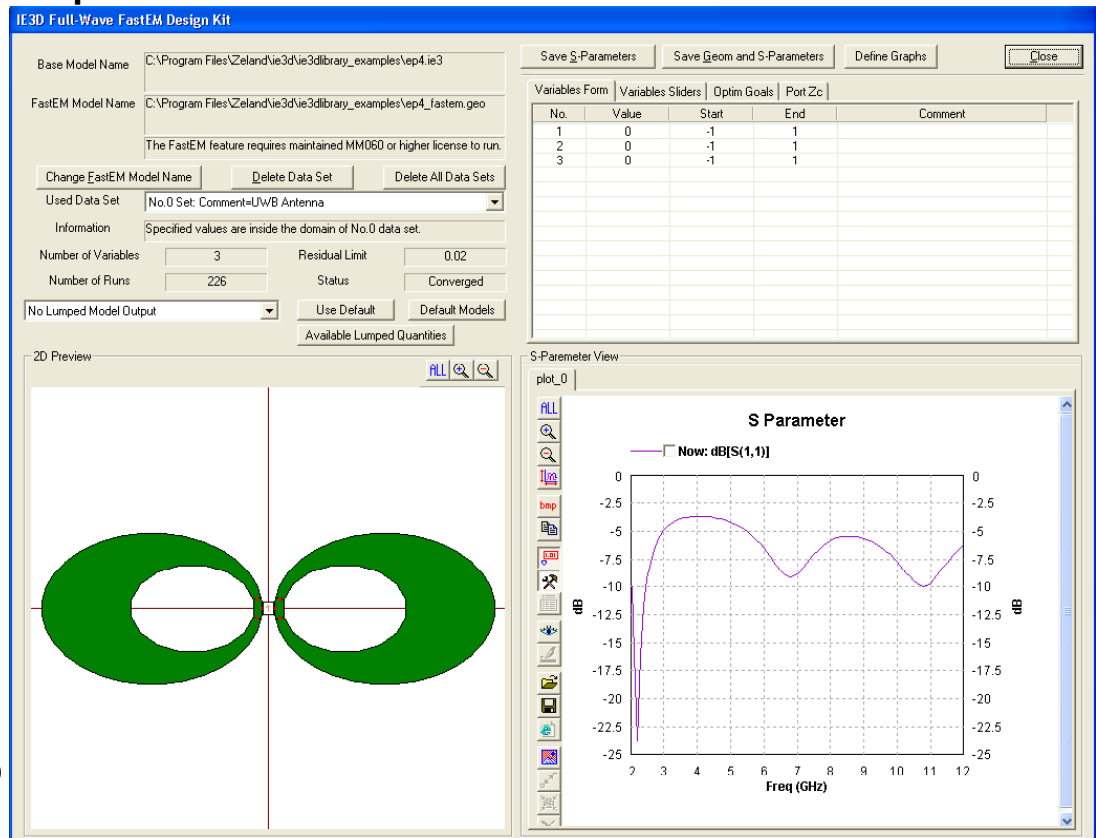 IE3D Full-Wave FastEM Design Kit
Base Model Name
C:\Program Files\Zeland\ie3d\ie3dlibrary_examples\ep4.ie3
FastEM Model Name
C:\Program Files\Zeland\ie3d\ie3dlibrary_examples\ep4_fastem.geo
The FastEM feature requires maintained MM060 or higher license to run.
Change FastEM Model Name
Delete Data Set
Delete All Data Sets
Used Data Set
No.0 Set: Comment=UWB Antenna
Information
Specified values are inside the domain of No.0 data set.
Number of Variables
3
Residual Limit
0.02
Number of Runs
226
Status
Converged
No Lumped Model Output
Use Default
Default Models
Available Lumped Quantities
Save S-Parameters
Save Geom and S-Parameters
Define Graphs
Close
Variables Form
Variables Sliders
Optim Goals
Port Zc
No. Value Start End Comment
1 0 -1 1
2 0 -1 1
3 0 -1 1
2D Preview
ALL
1
S-Paremeter View
plot_0
ALL
bmp
S Parameter
Now: dB[S(1,1)]
0 0
-2.5 -2.5
-5 -5
-7.5 -7.5
-10 -10
dB dB
-12.5 -12.5
-15 -15
-17.5 -17.5
-20 -20
-22.5 -22.5
-25 -25
2 3 4 5 6 7 8 9 10 11 12
Freq (GHz)